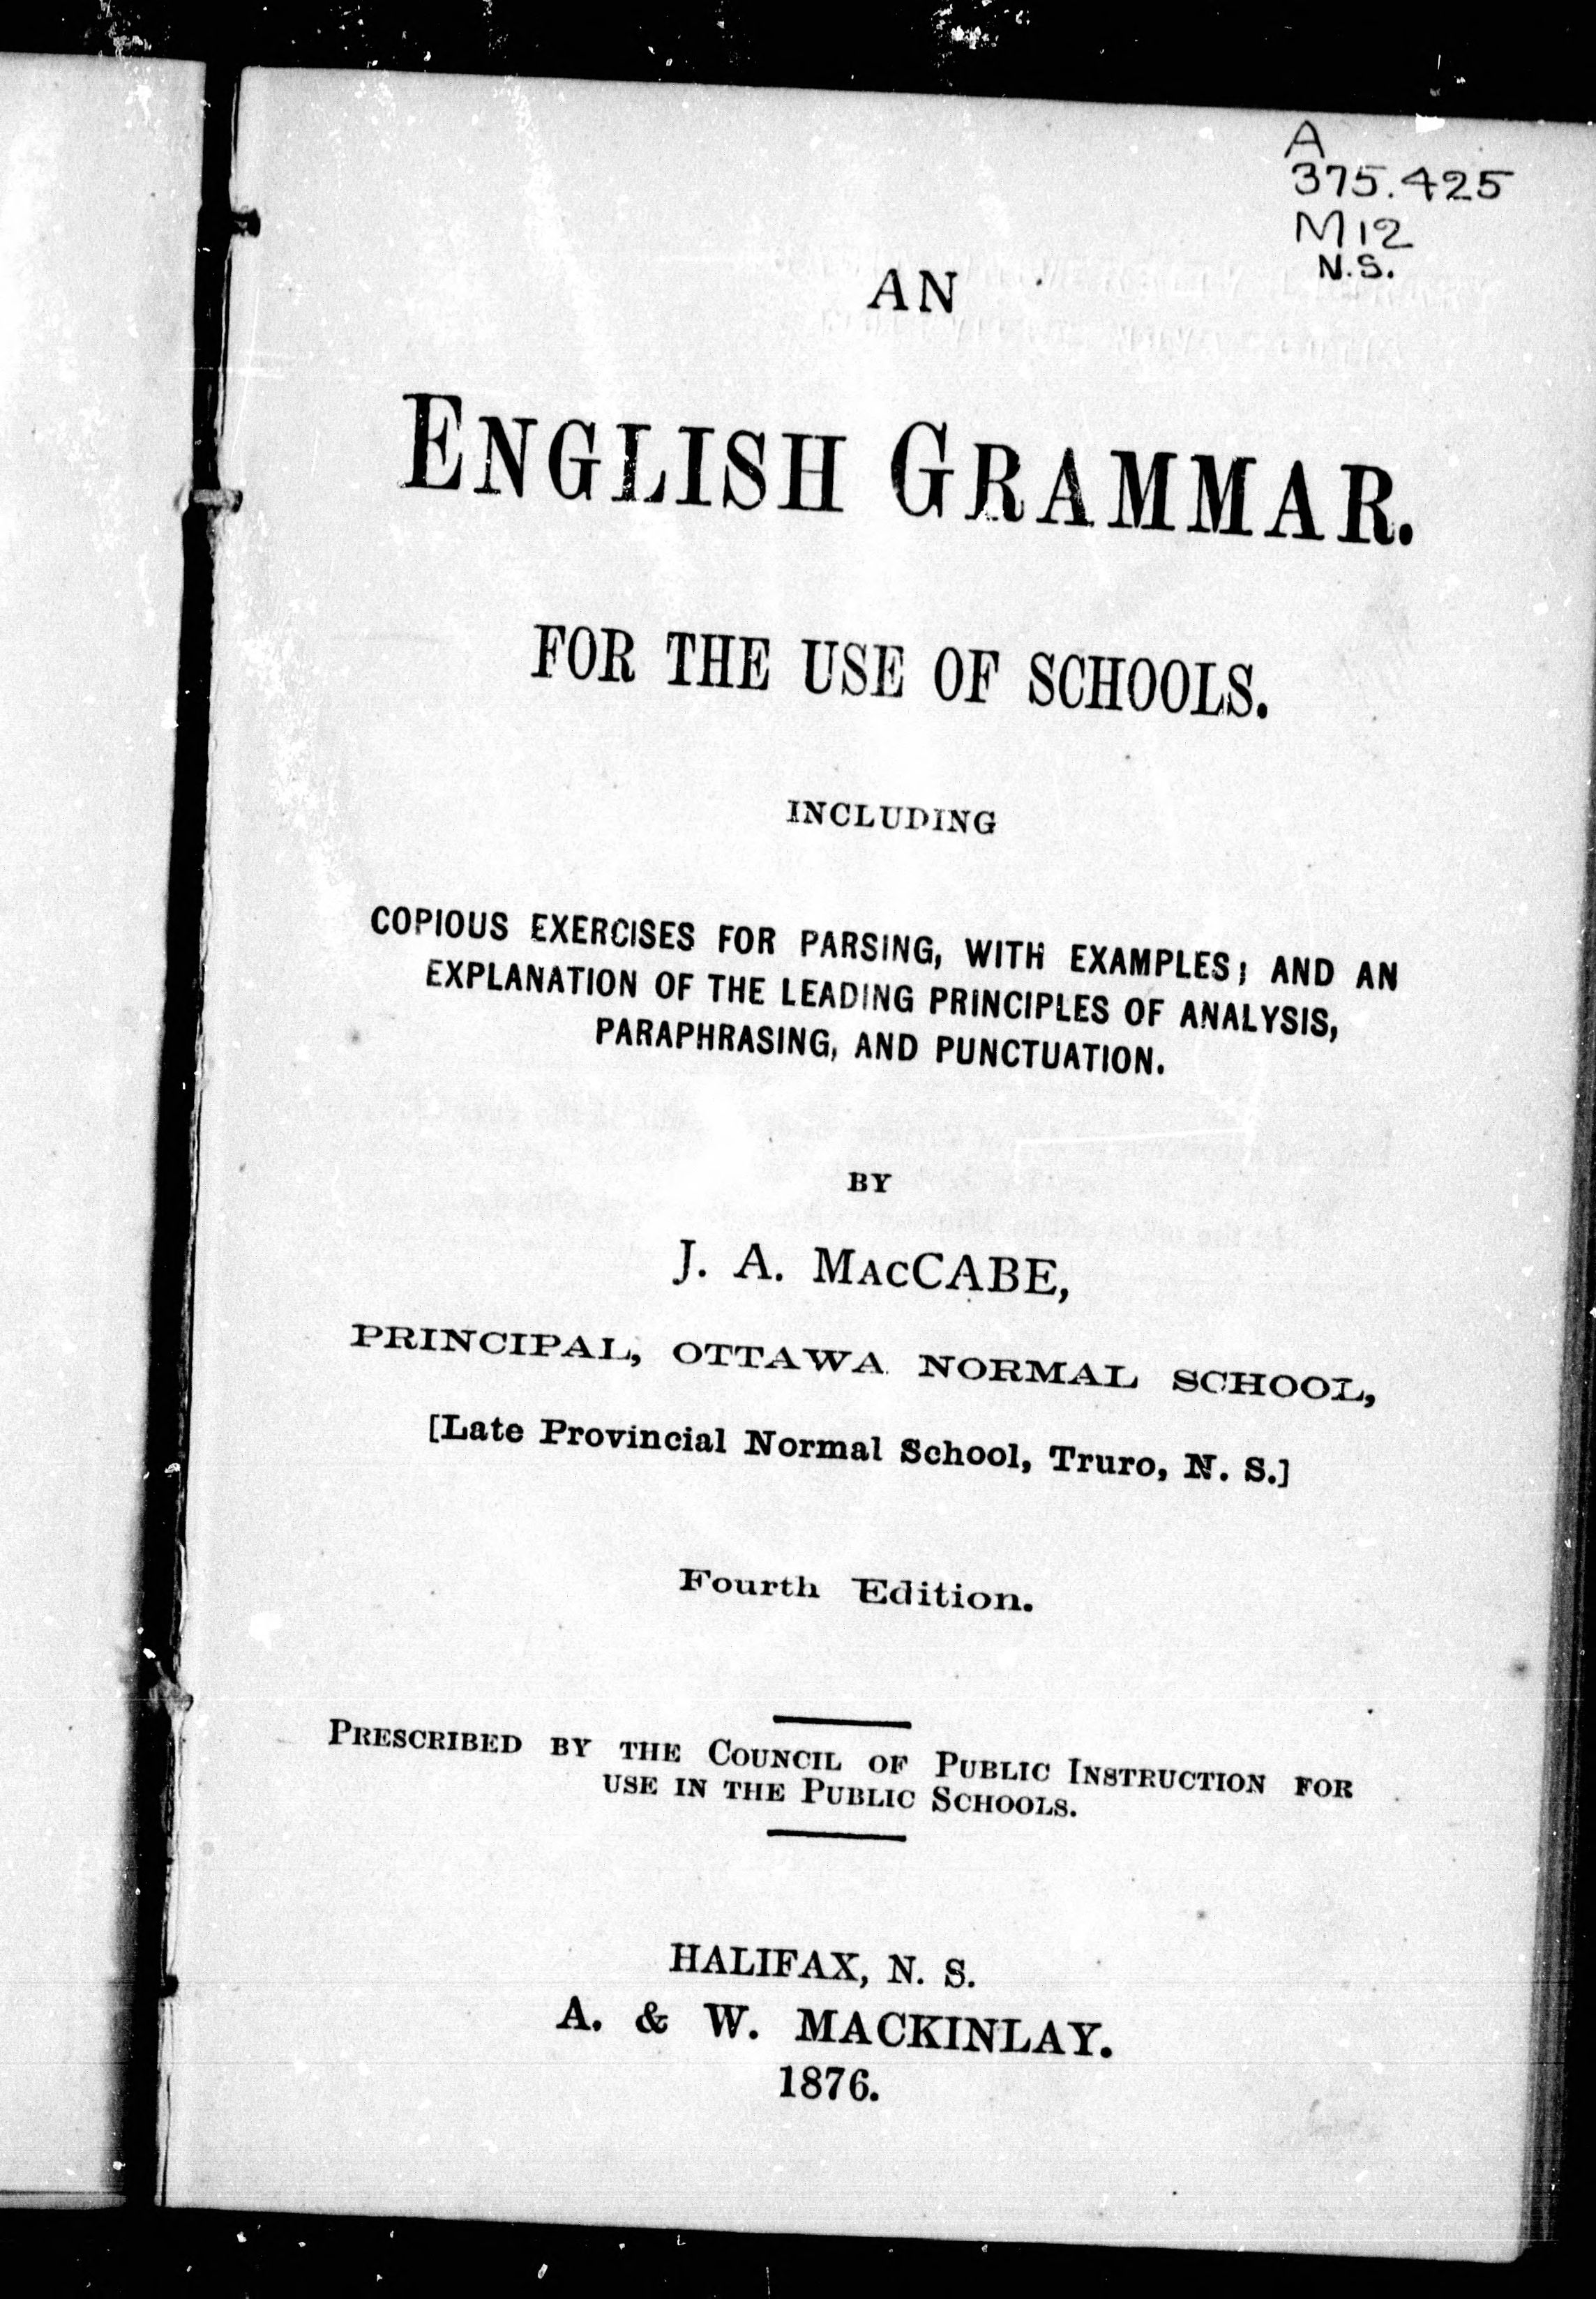 A
375.425
M12
N.S.
AN
ENGLISH GRAMMAR.
FOR THE USE OF SCHOOLS.
INCLUDING
COPIOUS EXERCISES FOR PARSING, WITH EXAMPLES; AND AN
EXPLANATION OF THE LEADING PRINCIPLES OF ANALYSIS,
PARAPHRASING, AND PUNCTUATION.
BY
J. A. MACCABE,
PRINCIPAL, OTTAWA NORMAL SCHOOL,
[Late Provincial Normal School, Truro, N. S.]
Fourth Edition.
PRESCRIBED BY THE COUNCIL OF PUBLIC INSTRUCTION FOR
USE IN THE PUBLIC SCHOOLS.
HALIFAX, N. S.
A. & W. MACKINLAY.
1876.